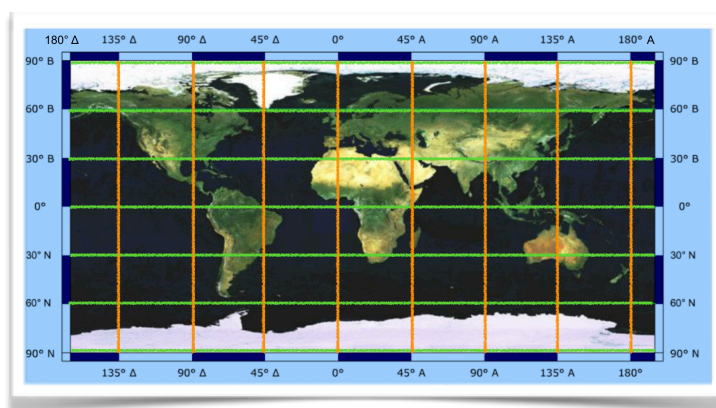 180° Δ 135° Δ 90° Δ 45° Δ 0° 45° Α 90° Α 135° Α 180° Α
90° Β 90° Β
60° Β 60° Β
30° Β 30° Β
0° 0°
30° Ν 30° Ν
60° Ν 60° Ν
90° Ν 90° Ν
135° Δ 90° Δ 45° Δ 0° 45° Α 90° Α 135° Α 180°